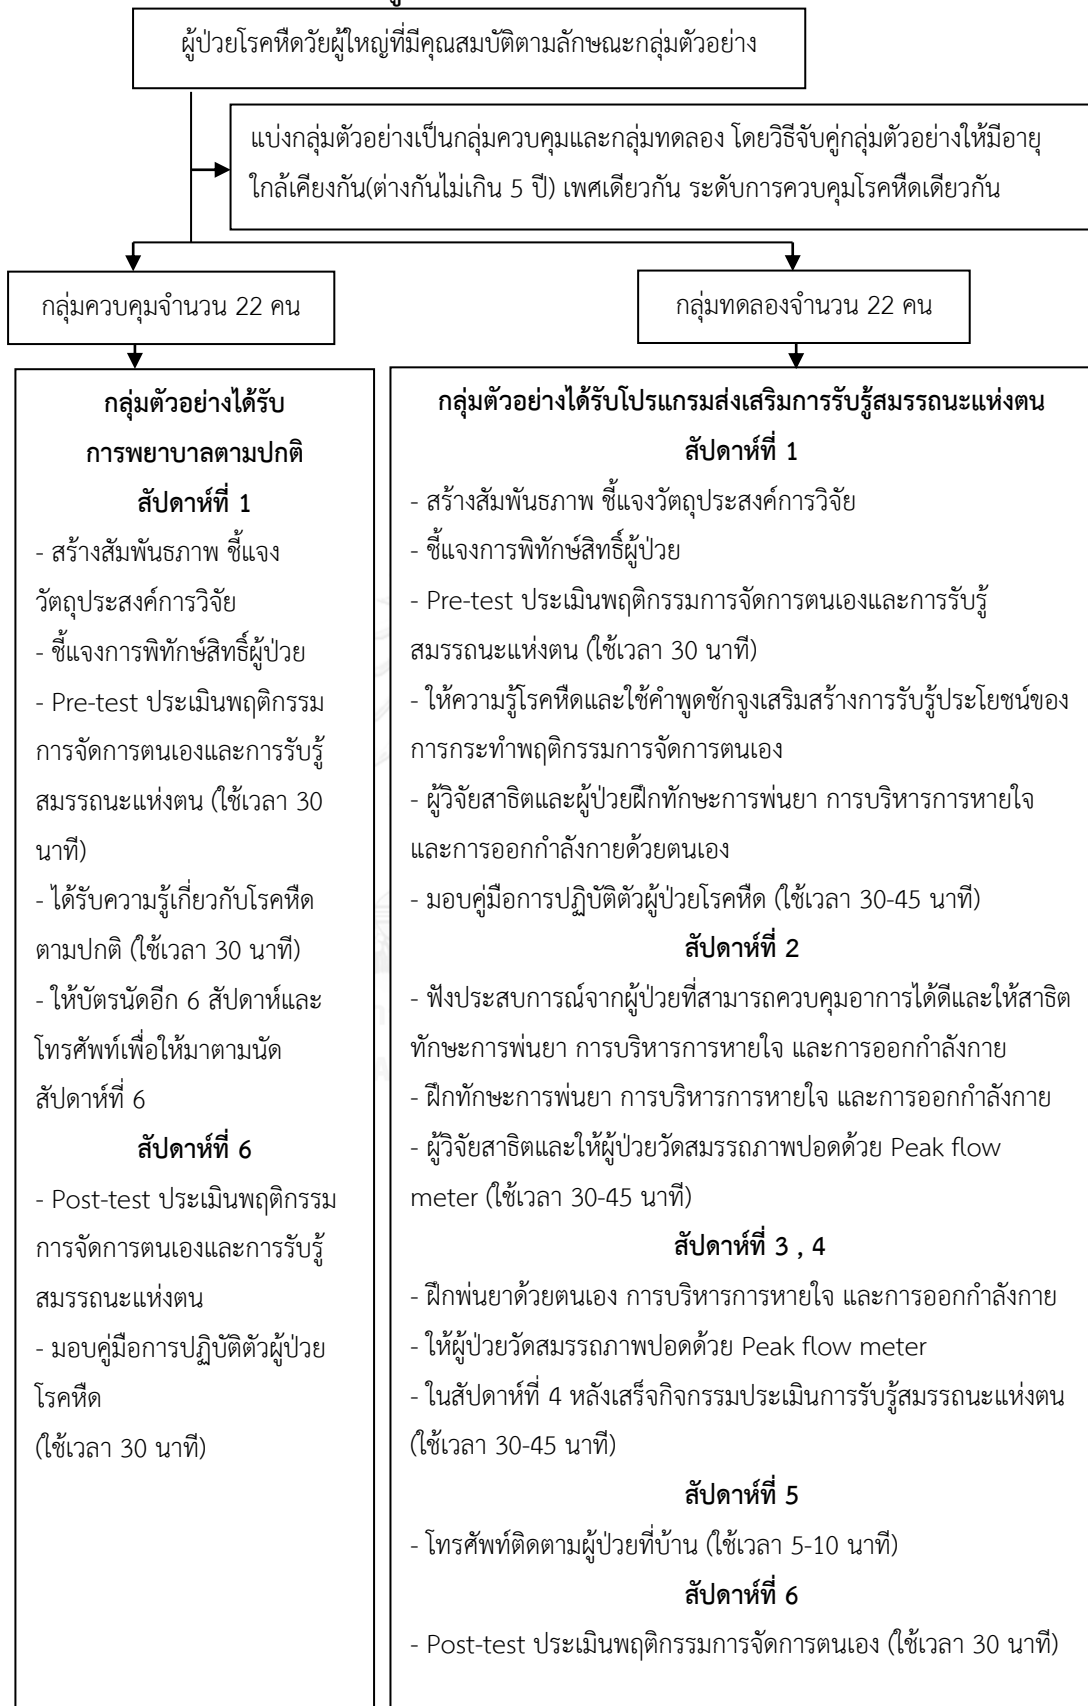 ผู้ป่วยโรคหืดวัยผู้ใหญ่ที่มีคุณสมบัติตามลักษณะกลุ่มตัวอย่าง
แบ่งกลุ่มตัวอย่างเป็นกลุ่มควบคุมและกลุ่มทดลอง โดยวิธีจับคู่กลุ่มตัวอย่างให้มีอายุ
ใกล้เคียงกัน(ต่างกันไม่เกิน 5 ปี) เพศเดียวกัน ระดับการควบคุมโรคหืดเดียวกัน
กลุ่มควบคุมจำนวน 22 คน
กลุ่มทดลองจำนวน 22 คน
กลุ่มตัวอย่างได้รับ
การพยาบาลตามปกติ
สัปดาห์ที่ 1
- สร้างสัมพันธภาพ ชี้แจง
วัตถุประสงค์การวิจัย
- ชี้แจงการพิทักษ์สิทธิ์ผู้ป่วย
- Pre-test ประเมินพฤติกรรม
การจัดการตนเองและการรับรู้
สมรรถนะแห่งตน (ใช้เวลา 30
นาที)
- ได้รับความรู้เกี่ยวกับโรคหืด
ตามปกติ (ใช้เวลา 30 นาที)
- ให้บัตรนัดอีก 6 สัปดาห์และ
โทรศัพท์เพื่อให้มาตามนัด
สัปดาห์ที่ 6
สัปดาห์ที่ 6
- Post-test ประเมินพฤติกรรม
การจัดการตนเองและการรับรู้
สมรรถนะแห่งตน
- มอบคู่มือการปฏิบัติตัวผู้ป่วย
โรคหืด
(ใช้เวลา 30 นาที)
กลุ่มตัวอย่างได้รับโปรแกรมส่งเสริมการรับรู้สมรรถนะแห่งตน
สัปดาห์ที่ 1
- สร้างสัมพันธภาพ ชี้แจงวัตถุประสงค์การวิจัย
- ชี้แจงการพิทักษ์สิทธิ์ผู้ป่วย
- Pre-test ประเมินพฤติกรรมการจัดการตนเองและการรับรู้
สมรรถนะแห่งตน (ใช้เวลา 30 นาที)
- ให้ความรู้โรคหืดและใช้คำพูดชักจูงเสริมสร้างการรับรู้ประโยชน์ของ
การกระทำพฤติกรรมการจัดการตนเอง
- ผู้วิจัยสาธิตและผู้ป่วยฝึกทักษะการพ่นยา การบริหารการหายใจ
และการออกกำลังกายด้วยตนเอง
- มอบคู่มือการปฏิบัติตัวผู้ป่วยโรคหืด (ใช้เวลา 30-45 นาที)
สัปดาห์ที่ 2
- ฟังประสบการณ์จากผู้ป่วยที่สามารถควบคุมอาการได้ดีและให้สาธิต
ทักษะการพ่นยา การบริหารการหายใจ และการออกกำลังกาย
- ฝึกทักษะการพ่นยา การบริหารการหายใจ และการออกกำลังกาย
- ผู้วิจัยสาธิตและให้ผู้ป่วยวัดสมรรถภาพปอดด้วย Peak flow
meter (ใช้เวลา 30-45 นาที)
สัปดาห์ที่ 3 , 4
- ฝึกพ่นยาด้วยตนเอง การบริหารการหายใจ และการออกกำลังกาย
- ให้ผู้ป่วยวัดสมรรถภาพปอดด้วย Peak flow meter
- ในสัปดาห์ที่ 4 หลังเสร็จกิจกรรมประเมินการรับรู้สมรรถนะแห่งตน
(ใช้เวลา 30-45 นาที)
สัปดาห์ที่ 5
- โทรศัพท์ติดตามผู้ป่วยที่บ้าน (ใช้เวลา 5-10 นาที)
สัปดาห์ที่ 6
- Post-test ประเมินพฤติกรรมการจัดการตนเอง (ใช้เวลา 30 นาที)